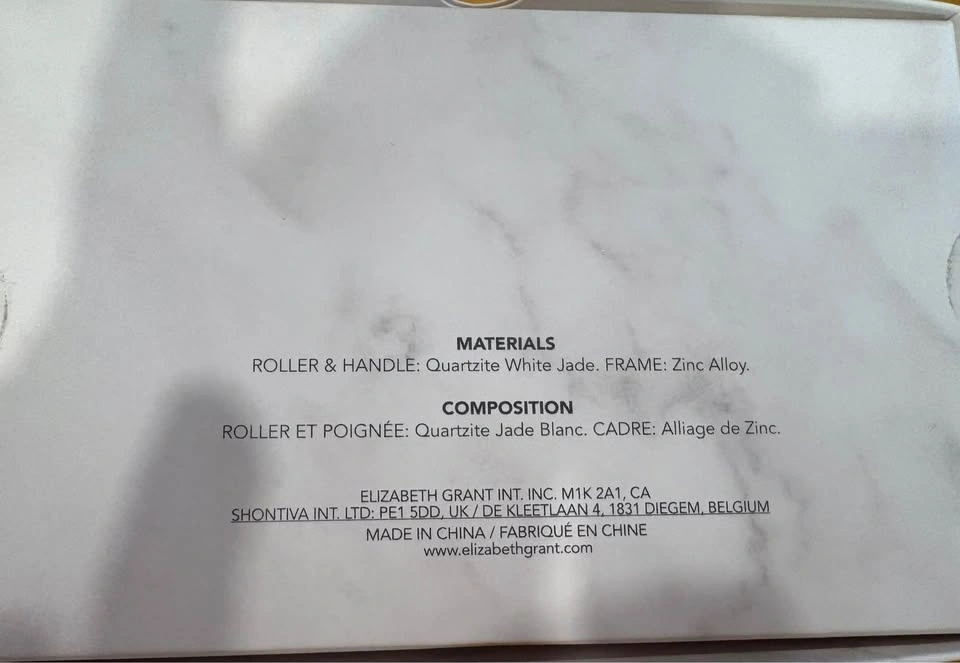 MATERIALS
ROLLER & HANDLE: Quartzite White Jade. FRAME: Zinc Alloy.
COMPOSITION
ROLLER ET POIGNÉE: Quartzite Jade Blanc. CADRE: Alliage de Zinc.
ELIZABETH GRANT INT. INC. M1K 2A1, CA
SHONTIVA INT. LTD: PE1 5DD, UK / DE KLEETLAAN 4, 1831 DIEGEM, BELGIUM
MADE IN CHINA / FABRIQUÉ EN CHINE
www.elizabethgrant.com